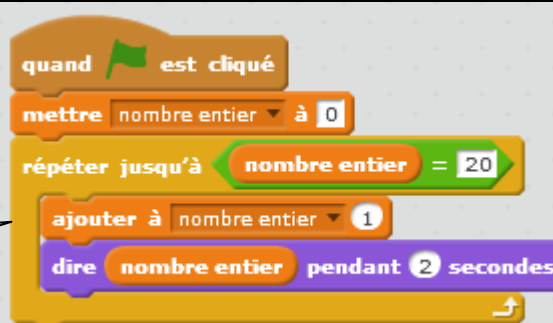 quand est cliqué
mettre nombre entier à 0
répéter jusqu'à nombre entier = 20
ajouter à nombre entier 1
dire nombre entier pendant 2 secondes